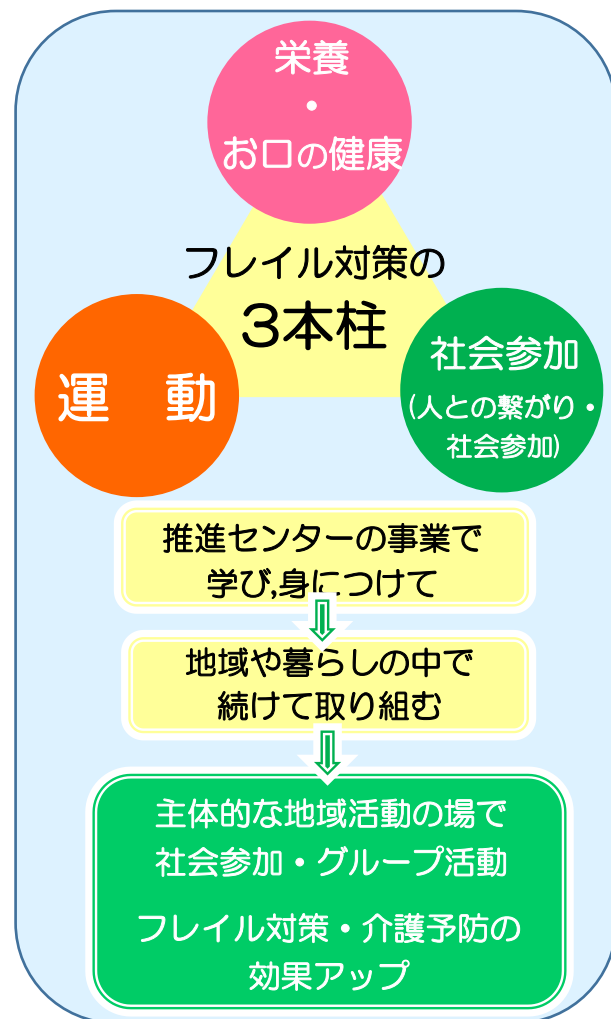 栄養
・
お口の健康
フレイル対策の
3本柱
運　動
社会参加
(人との繋がり・
社会参加)
推進センターの事業で
学び,身につけて
地域や暮らしの中で
続けて取り組む
主体的な地域活動の場で
社会参加・グループ活動
フレイル対策・介護予防の
効果アップ